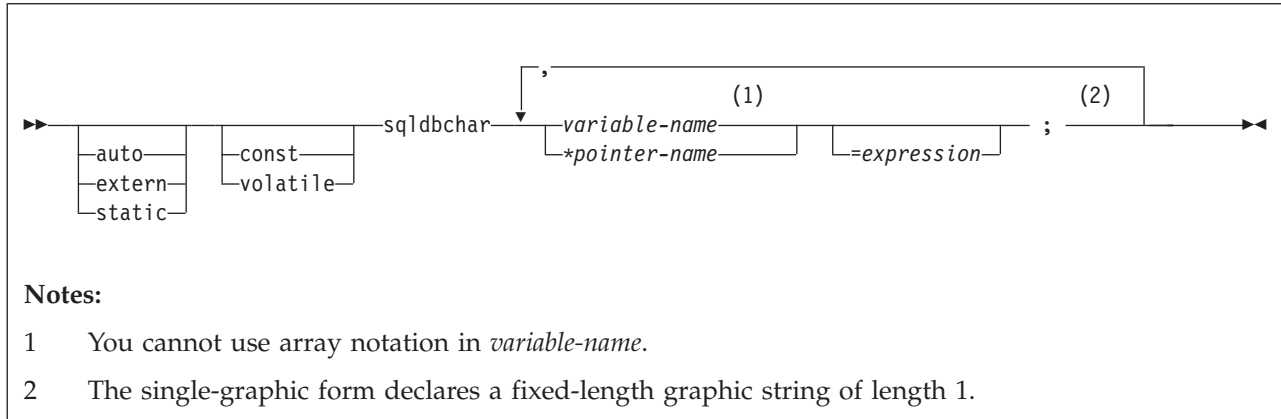 ,
(1) (2)
sqldbchar variable-name ;
auto const *pointer-name =expression
extern volatile
static
Notes:
1 You cannot use array notation in variable-name.
2 The single-graphic form declares a fixed-length graphic string of length 1.